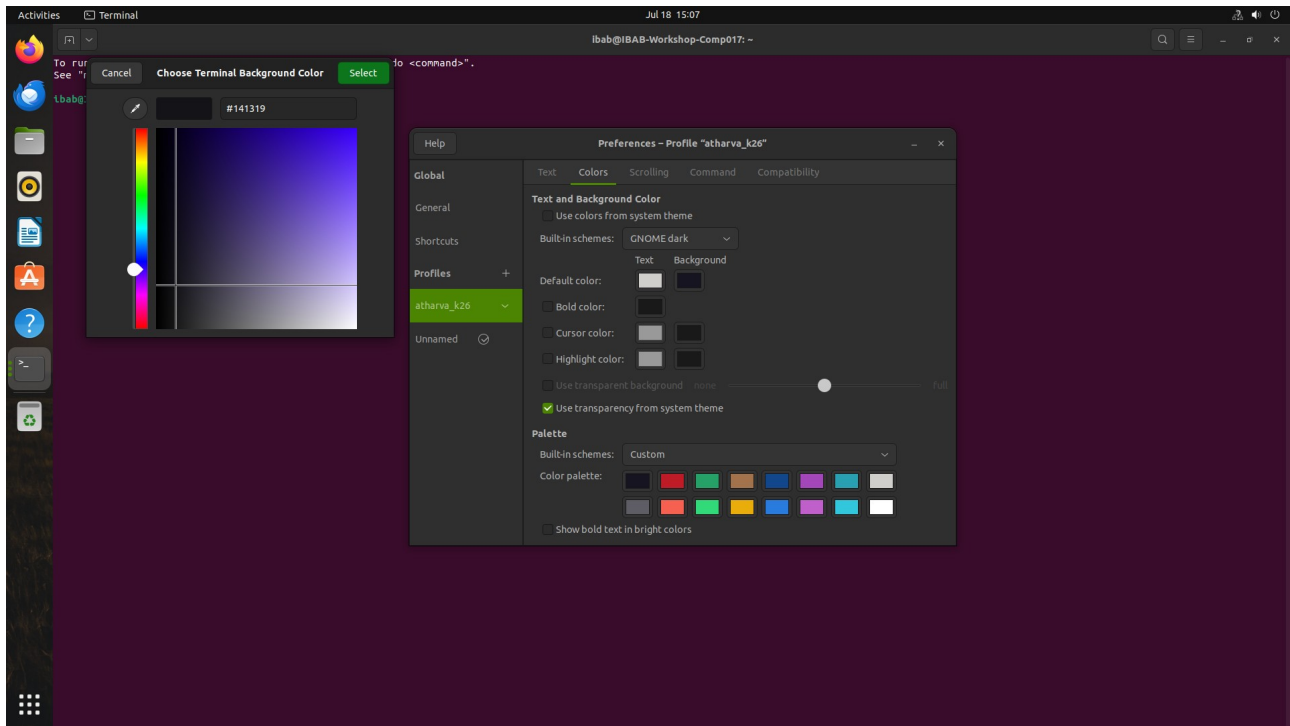 Activities Terminal Jul 18 15:07
ibab@IBAB-Workshop-Comp017: ~
To rur
do <command>".
See "r
ibab@
Cancel Choose Terminal Background Color Select
#141319
Help Preferences – Profile “atharva_k26”
Global
General
Shortcuts
Profiles
atharva_k26
Unnamed
Text Colors Scrolling Command Compatibility
Text and Background Color
Use colors from system theme
Built-in schemes: GNOME dark
Text Background
Default color:
Bold color:
Cursor color:
Highlight color:
Use transparent background none full
Use transparency from system theme
Palette
Built-in schemes: Custom
Color palette:
Show bold text in bright colors